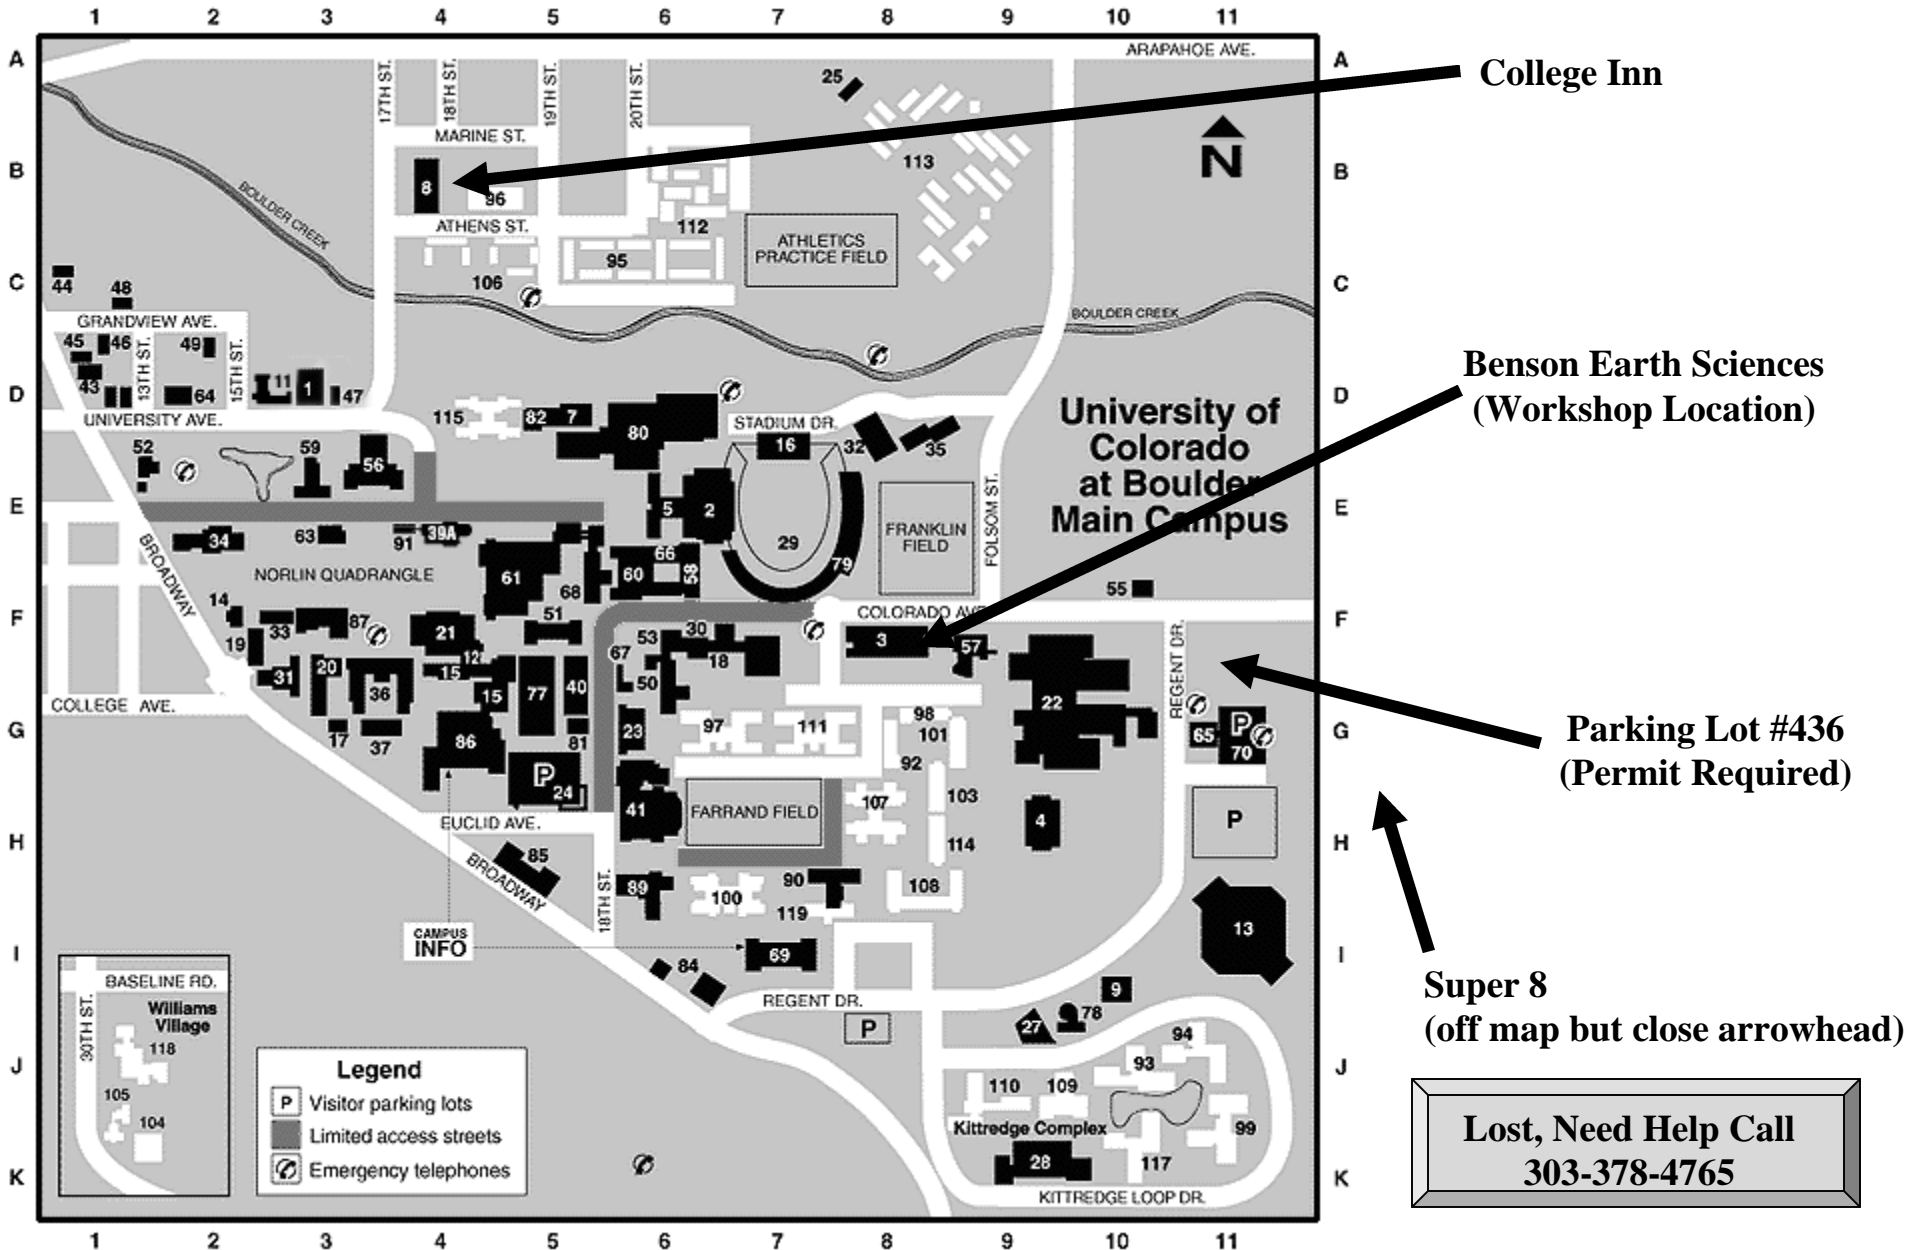 1 2 3 4 5 6 7 8 9 10 11
A ARAPAHOE AVE. A
17TH ST.
18TH ST.
19TH ST.
20TH ST.
25
College Inn
MARINE ST.
N
B 8 96 113 B
BOULDER CREEK
ATHENS ST.
112
ATHLETICS
PRACTICE FIELD
95
C 44 48 106 C
GRANDVIEW AVE.
BOULDER CREEK
45 46 49
13TH ST.
15TH ST.
43 64 11 1 47
Benson Earth Sciences
(Workshop Location)
D D
UNIVERSITY AVE.
115 82 7 80
STADIUM DR.
16 32 35
University of
Colorado
at Boulder
Main Campus
52 59 56
E 5 2 E
FRANKLIN
FIELD
FOLSOM ST.
34 63 91 39A 29 79
BROADWAY
NORLIN QUADRANGLE
61 68 60 66 58
55
14 33 87 51
F COLORADO AVE. F
19 21 12 53 30 18 3 57
REGENT DR.
31 20 36 15 15 77 40 67 50 22
COLLEGE AVE.
Parking Lot #436
(Permit Required)
G 17 37 86 81 23 97 111 98 101 65 P 70 G
92
P 24
41
FARRAND FIELD
107 103
4
P
EUCLID AVE.
H 114 H
85
BROADWAY
18TH ST.
89 100 90 119 108
13
CAMPUS
INFO
I 69 I
84
Super 8
(off map but close arrowhead)
BASELINE RD.
30TH ST.
Williams
Village
118
105
104
REGENT DR.
P
9
27 78
94
J 93 J
110 109
Legend
P Visitor parking lots
Limited access streets
Emergency telephones
Kittredge Complex
99
K 28 117 K
KITTREDGE LOOP DR.
Lost, Need Help Call
303-378-4765
1 2 3 4 5 6 7 8 9 10 11